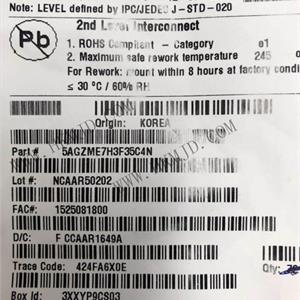 Note: LEVEL defined by IPC/JEDEC J-STD-020
Pb
2nd Level Interconnect
1. ROHS Compliant - Category e1
2. Maximum safe rework temperature 245
For Rework: mount within 8 hours at factory condi
≤ 30 °C / 60% RH
Origin: KOREA
Part # 5AGZME7H3F35C4N
Lot # NCAAR50202
FAC# 1525081800
D/C: F CCAAR1649A
Trace Code: 424FA6X0E
Qty:
Box Id: 3XXYP9CS03